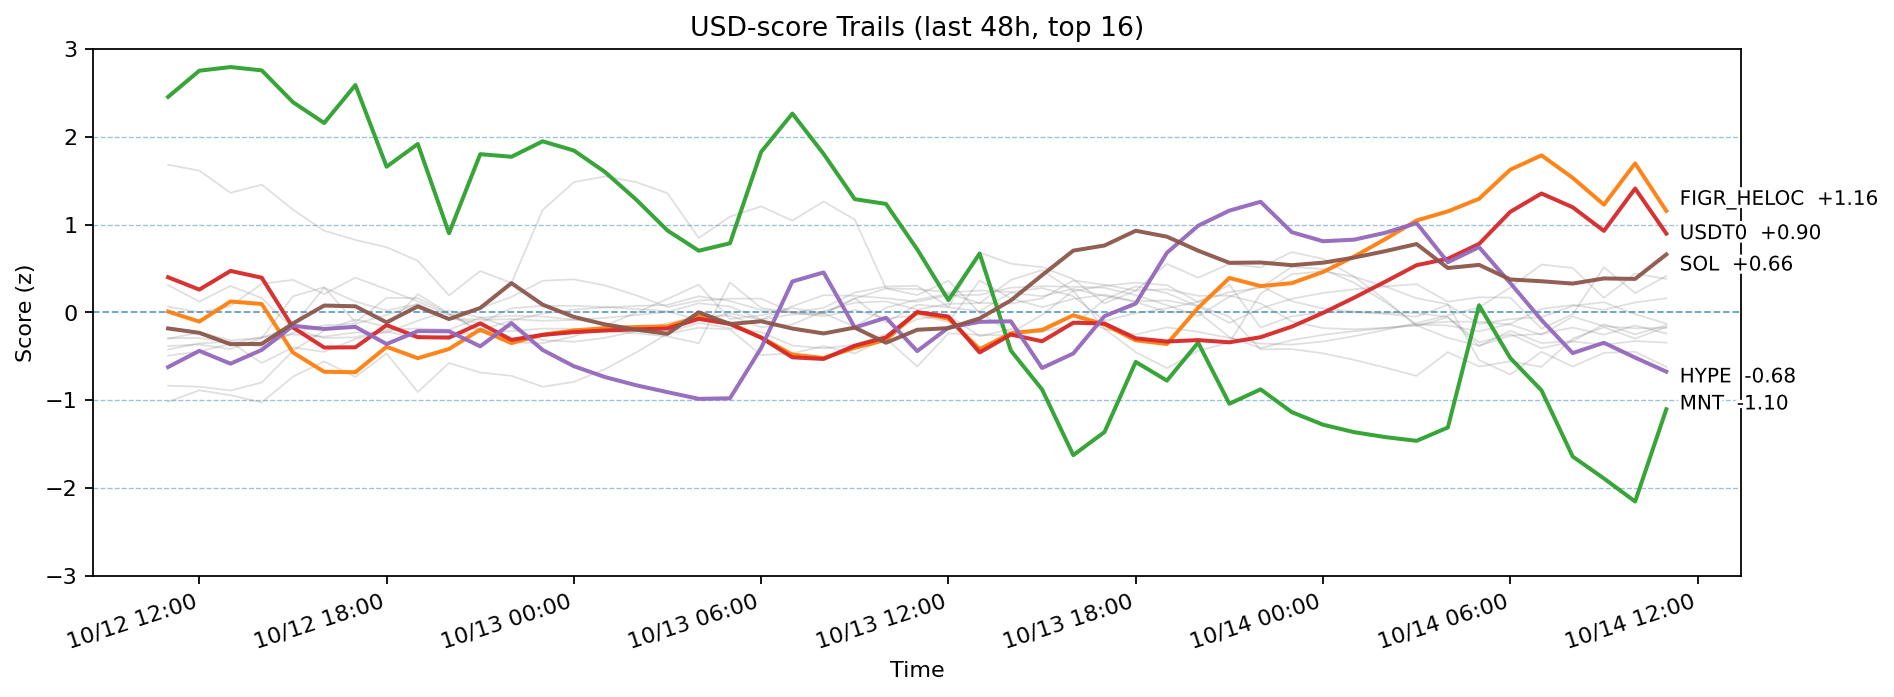 USD-score Trails (last 48h, top 16)
Score (z)
3
2
1
0
−1
−2
−3
FIGR_HELOC +1.16
USDT0 +0.90
SOL +0.66
HYPE -0.68
MNT -1.10
10/12 12:00
10/12 18:00
10/13 00:00
10/13 06:00
10/13 12:00
10/13 18:00
10/14 00:00
10/14 06:00
10/14 12:00
Time